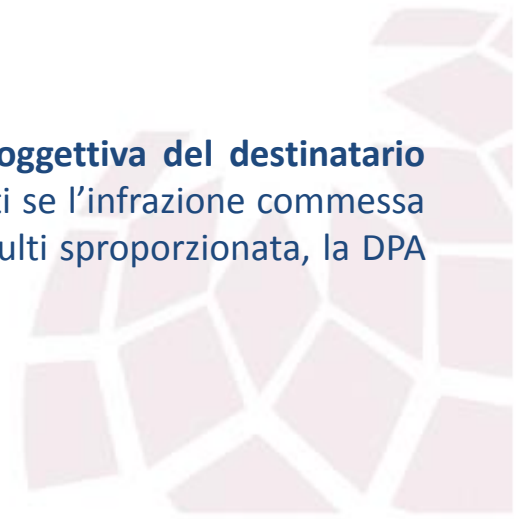 oggettiva del destinatario
ti se l’infrazione commessa
ulti sproporzionata, la DPA